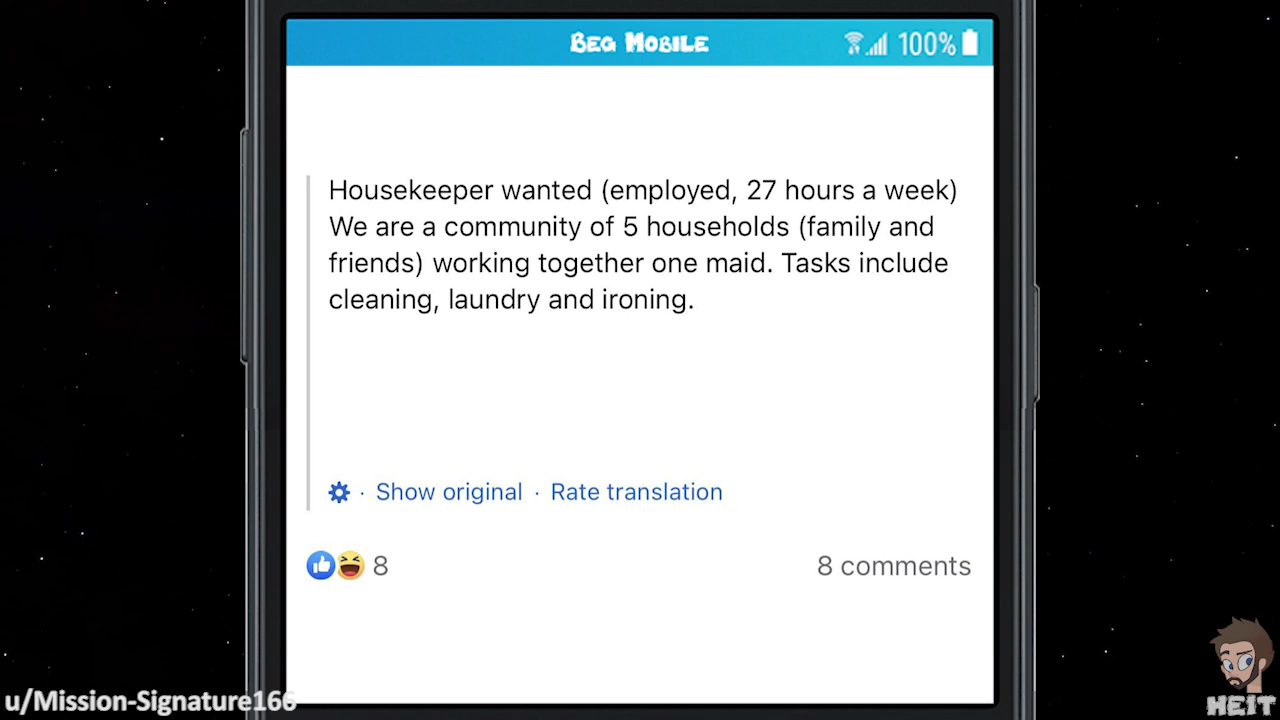 BEG MOBILE
100%
Housekeeper wanted (employed, 27 hours a week)
We are a community of 5 households (family and
friends) working together one maid. Tasks include
cleaning, laundry and ironing.
· Show original · Rate translation
8
8 comments
u/Mission-Signature166
HEIT